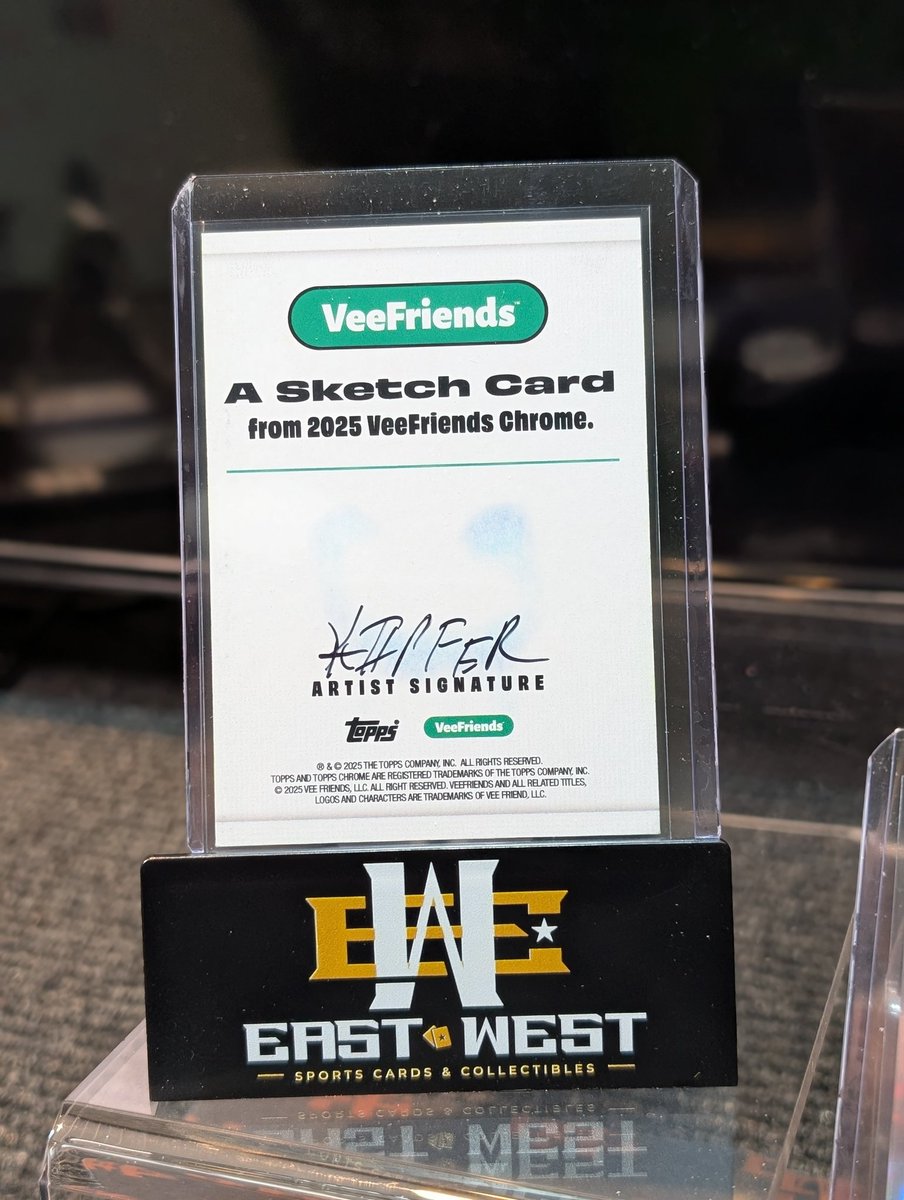 VeeFriends™
A Sketch Card
from 2025 VeeFriends Chrome.
ARTIST SIGNATURE
Topps VeeFriends
® & © 2025 THE TOPPS COMPANY, INC. ALL RIGHTS RESERVED.
TOPPS AND TOPPS CHROME ARE REGISTERED TRADEMARKS OF THE TOPPS COMPANY, INC.
© 2025 VEE FRIENDS, LLC. ALL RIGHT RESERVED. VEEFRIENDS AND ALL RELATED TITLES,
LOGOS AND CHARACTERS ARE TRADEMARKS OF VEE FRIEND, LLC.
EWE
EAST WEST
SPORTS CARDS & COLLECTIBLES